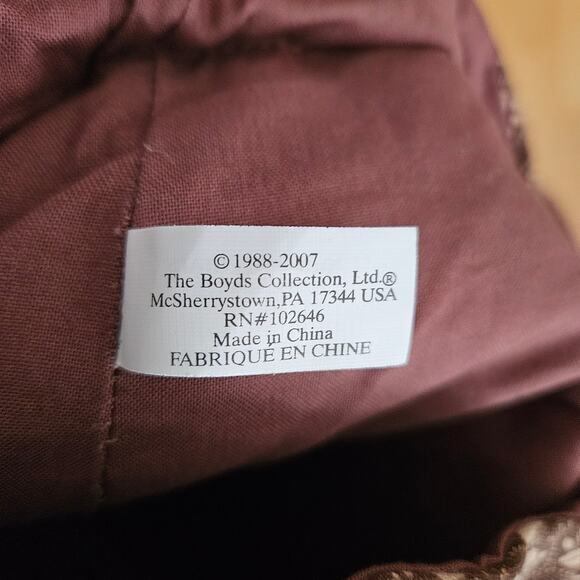 © 1988-2007
The Boyds Collection, Ltd.®
McSherrystown,PA 17344 USA
RN#102646
Made in China
FABRIQUÉ EN CHINE